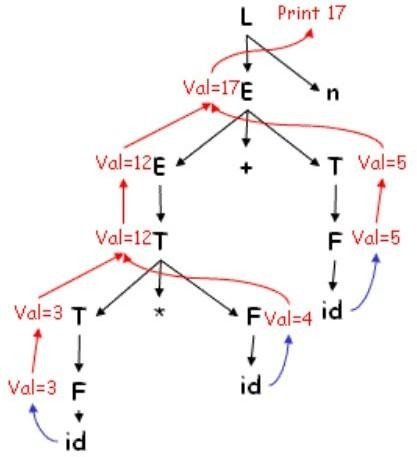 L Print 17
Val=17 E n
Val=12 E + T Val=5
Val=12 T F Val=5
Val=3 T * F Val=4 id
Val=3 F id
id